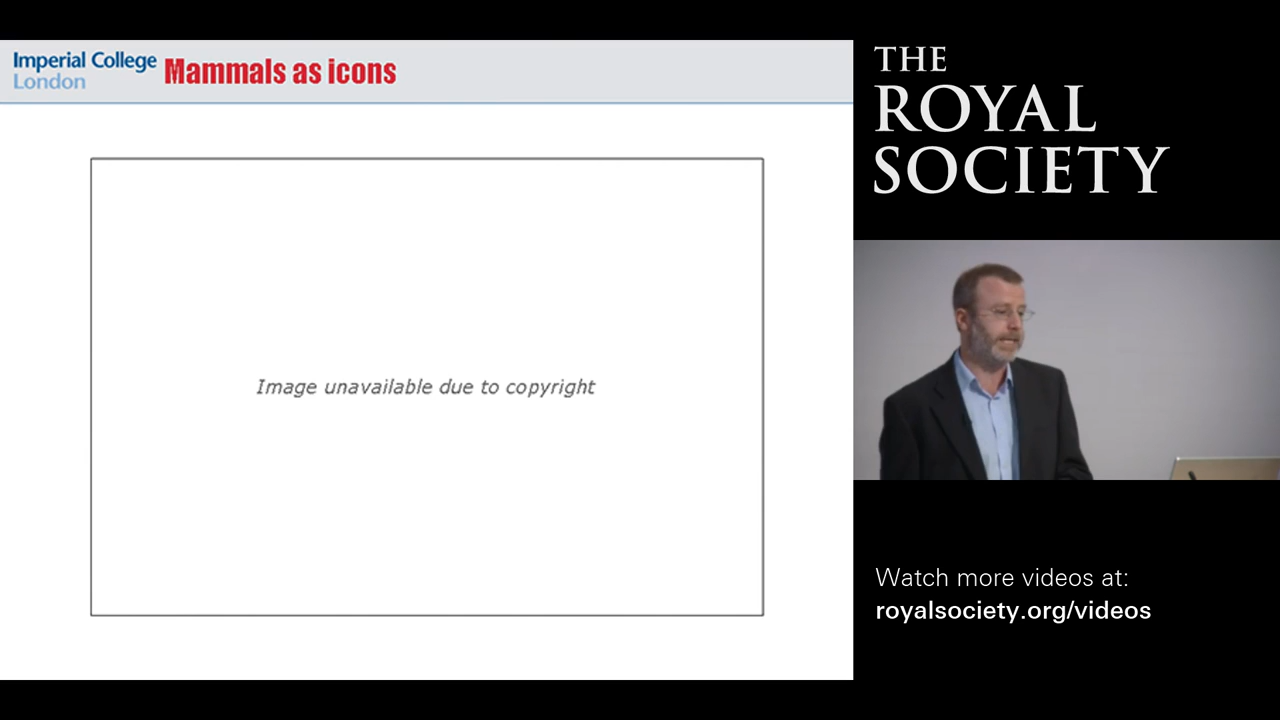 Imperial College
London
Mammals as icons
Image unavailable due to copyright
THE
ROYAL
SOCIETY
Watch more videos at:
royalsociety.org/videos